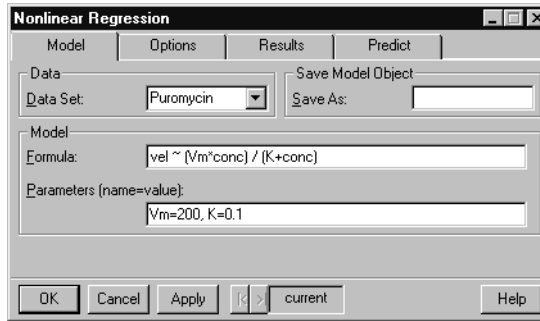 Nonlinear Regression
Model Options Results Predict
Data
Data Set: Puromycin
Save Model Object
Save As:
Model
Formula: vel ~ (Vm*conc) / (K+conc)
Parameters (name=value):
Vm=200, K=0.1
OK Cancel Apply current Help